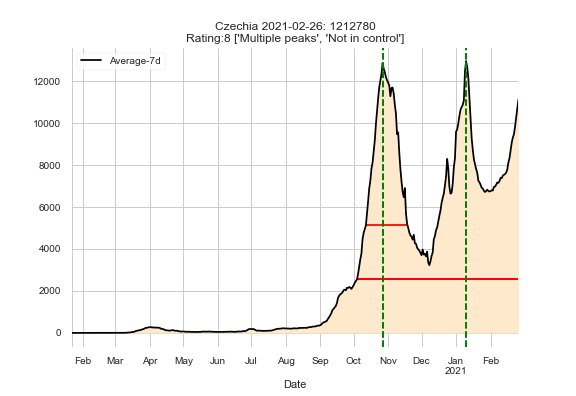 Czechia 2021-02-26: 1212780
Rating:8 ['Multiple peaks', 'Not in control']
Average-7d
12000
10000
8000
6000
4000
2000
0
Feb Mar Apr May Jun Jul Aug Sep Oct Nov Dec Jan Feb
2021
Date